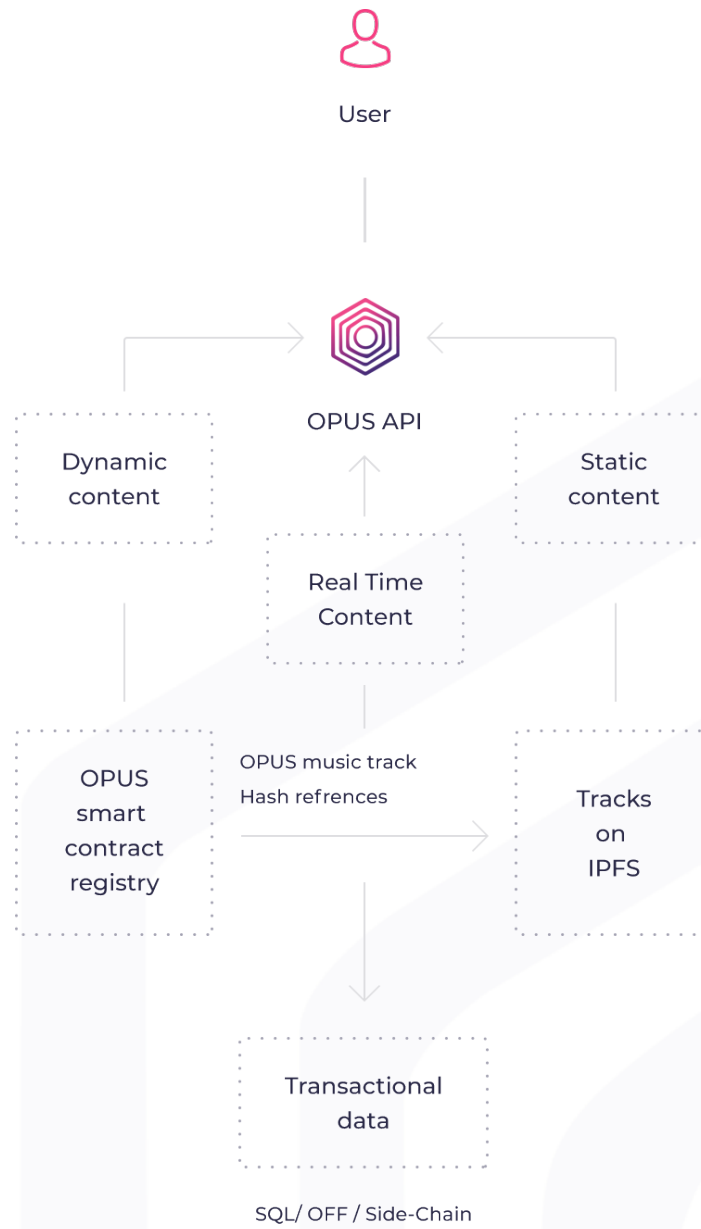 User
OPUS API
Dynamic
content
Static
content
Real Time
Content
OPUS music track
Hash refrences
OPUS
smart
contract
registry
Tracks
on
IPFS
Transactional
data
SQL/ OFF / Side-Chain